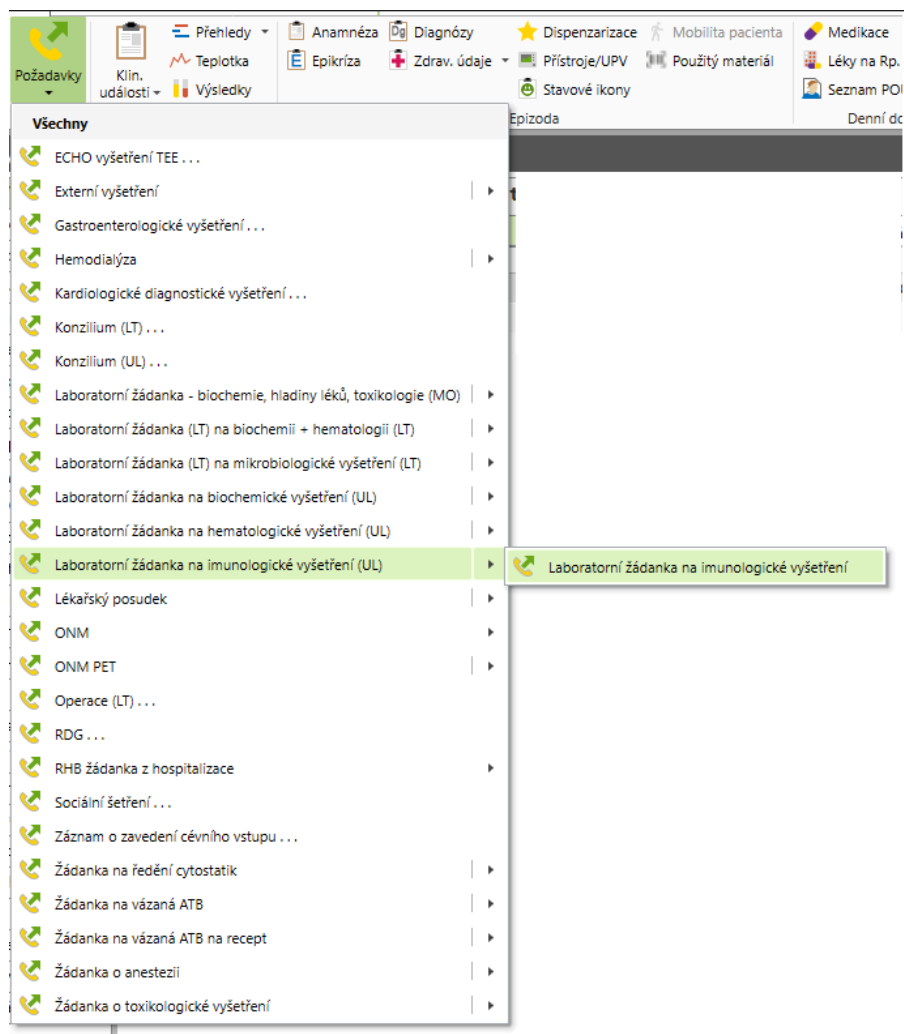 Požadavky
Klin.
události
Přehledy
Teplotka
Výsledky
Anamnéza
Epikríza
Dg Diagnózy
Zdrav. údaje
Dispenzarizace
Přístroje/UPV
Stavové ikony
Mobilita pacienta
Použitý materiál
Epizoda
Medikace
Léky na Rp.
Seznam POU
Denní do
Všechny
ECHO vyšetření TEE . . .
Externí vyšetření
Gastroenterologické vyšetření . . .
Hemodialýza
Kardiologické diagnostické vyšetření . . .
Konzilium (LT) . . .
Konzilium (UL) . . .
Laboratorní žádanka - biochemie, hladiny léků, toxikologie (MO)
Laboratorní žádanka (LT) na biochemii + hematologii (LT)
Laboratorní žádanka (LT) na mikrobiologické vyšetření (LT)
Laboratorní žádanka na biochemické vyšetření (UL)
Laboratorní žádanka na hematologické vyšetření (UL)
Laboratorní žádanka na imunologické vyšetření (UL)
Laboratorní žádanka na imunologické vyšetření
Lékařský posudek
ONM
ONM PET
Operace (LT) . . .
RDG . . .
RHB žádanka z hospitalizace
Sociální šetření . . .
Záznam o zavedení cévního vstupu . . .
Žádanka na ředění cytostatik
Žádanka na vázaná ATB
Žádanka na vázaná ATB na recept
Žádanka o anestezii
Žádanka o toxikologické vyšetření